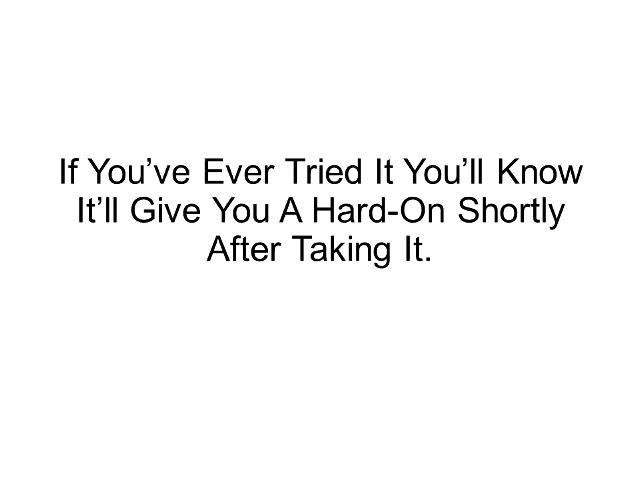 If You’ve Ever Tried It You’ll Know
It’ll Give You A Hard-On Shortly
After Taking It.